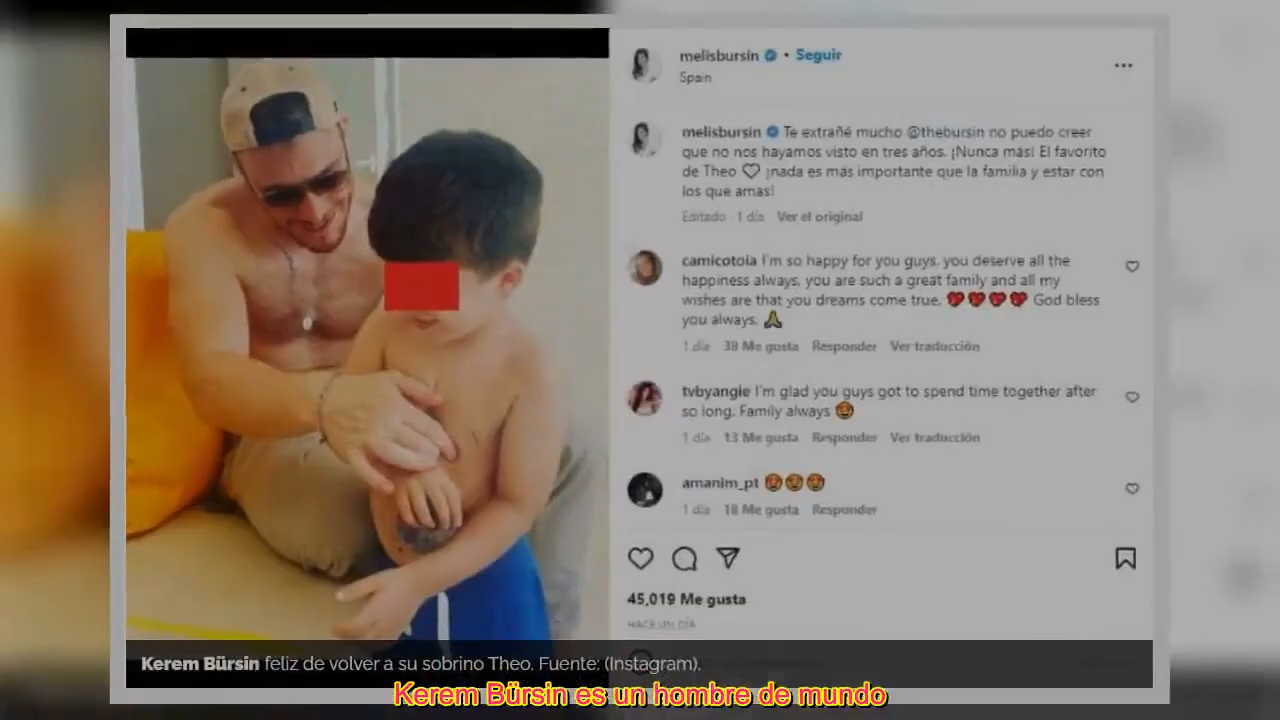 melisbursin • Seguir
Spain
melisbursin Te extrañé mucho @thebursin no puedo creer
que no nos hayamos visto en tres años. ¡Nunca más! El favorito
de Theo ♡ ¡nada es más importante que la familia y estar con
los que amas!
Editado · 1 día Ver el original
camicotoia I'm so happy for you guys, you deserve all the
happiness always, you are such a great family and all my
wishes are that you dreams come true. 💖💖💖💖 God bless
you always. 🙏
1 día 38 Me gusta Responder Ver traducción
tvbyangie I'm glad you guys got to spend time together after
so long. Family always 🥰
1 día 13 Me gusta Responder Ver traducción
amanim_pt 🥰🥰🥰
1 día 18 Me gusta Responder
45,019 Me gusta
HACE UN DÍA
Kerem Bürsin feliz de volver a su sobrino Theo. Fuente: (Instagram).
Kerem Bürsin es un hombre de mundo